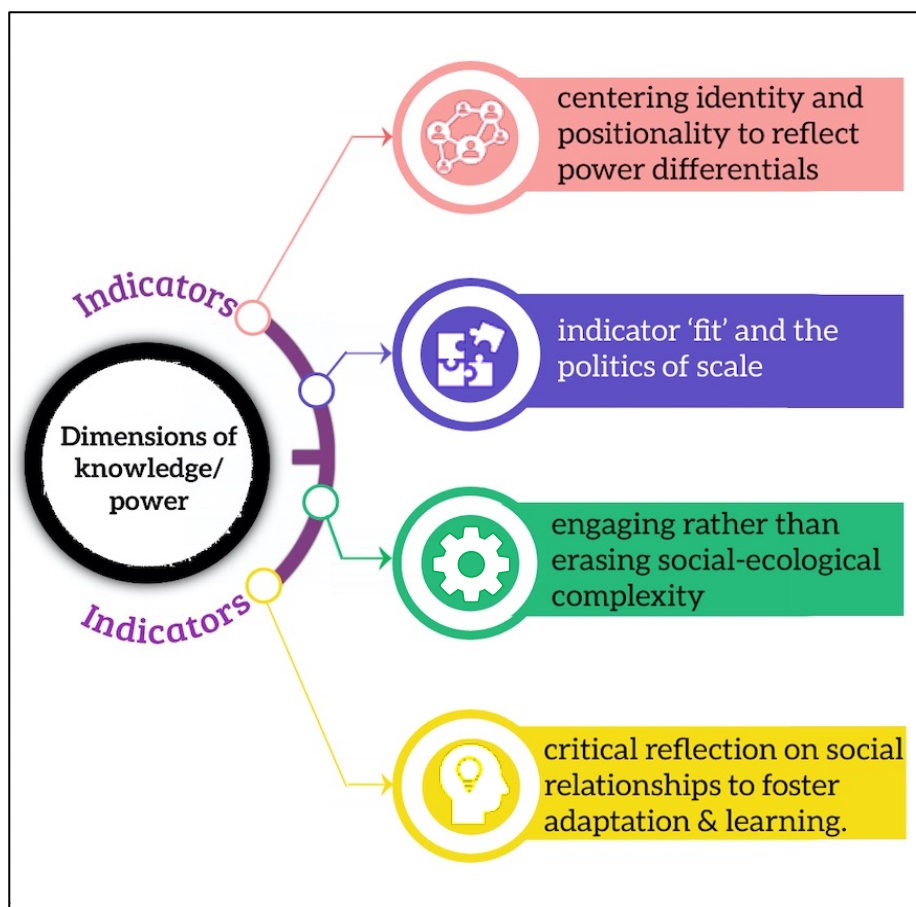 centering identity and
positionality to reflect
power differentials
Indicators
indicator ‘fit’ and the
politics of scale
Dimensions of
knowledge/
power
engaging rather than
erasing social-ecological
complexity
Indicators
critical reflection on social
relationships to foster
adaptation & learning.